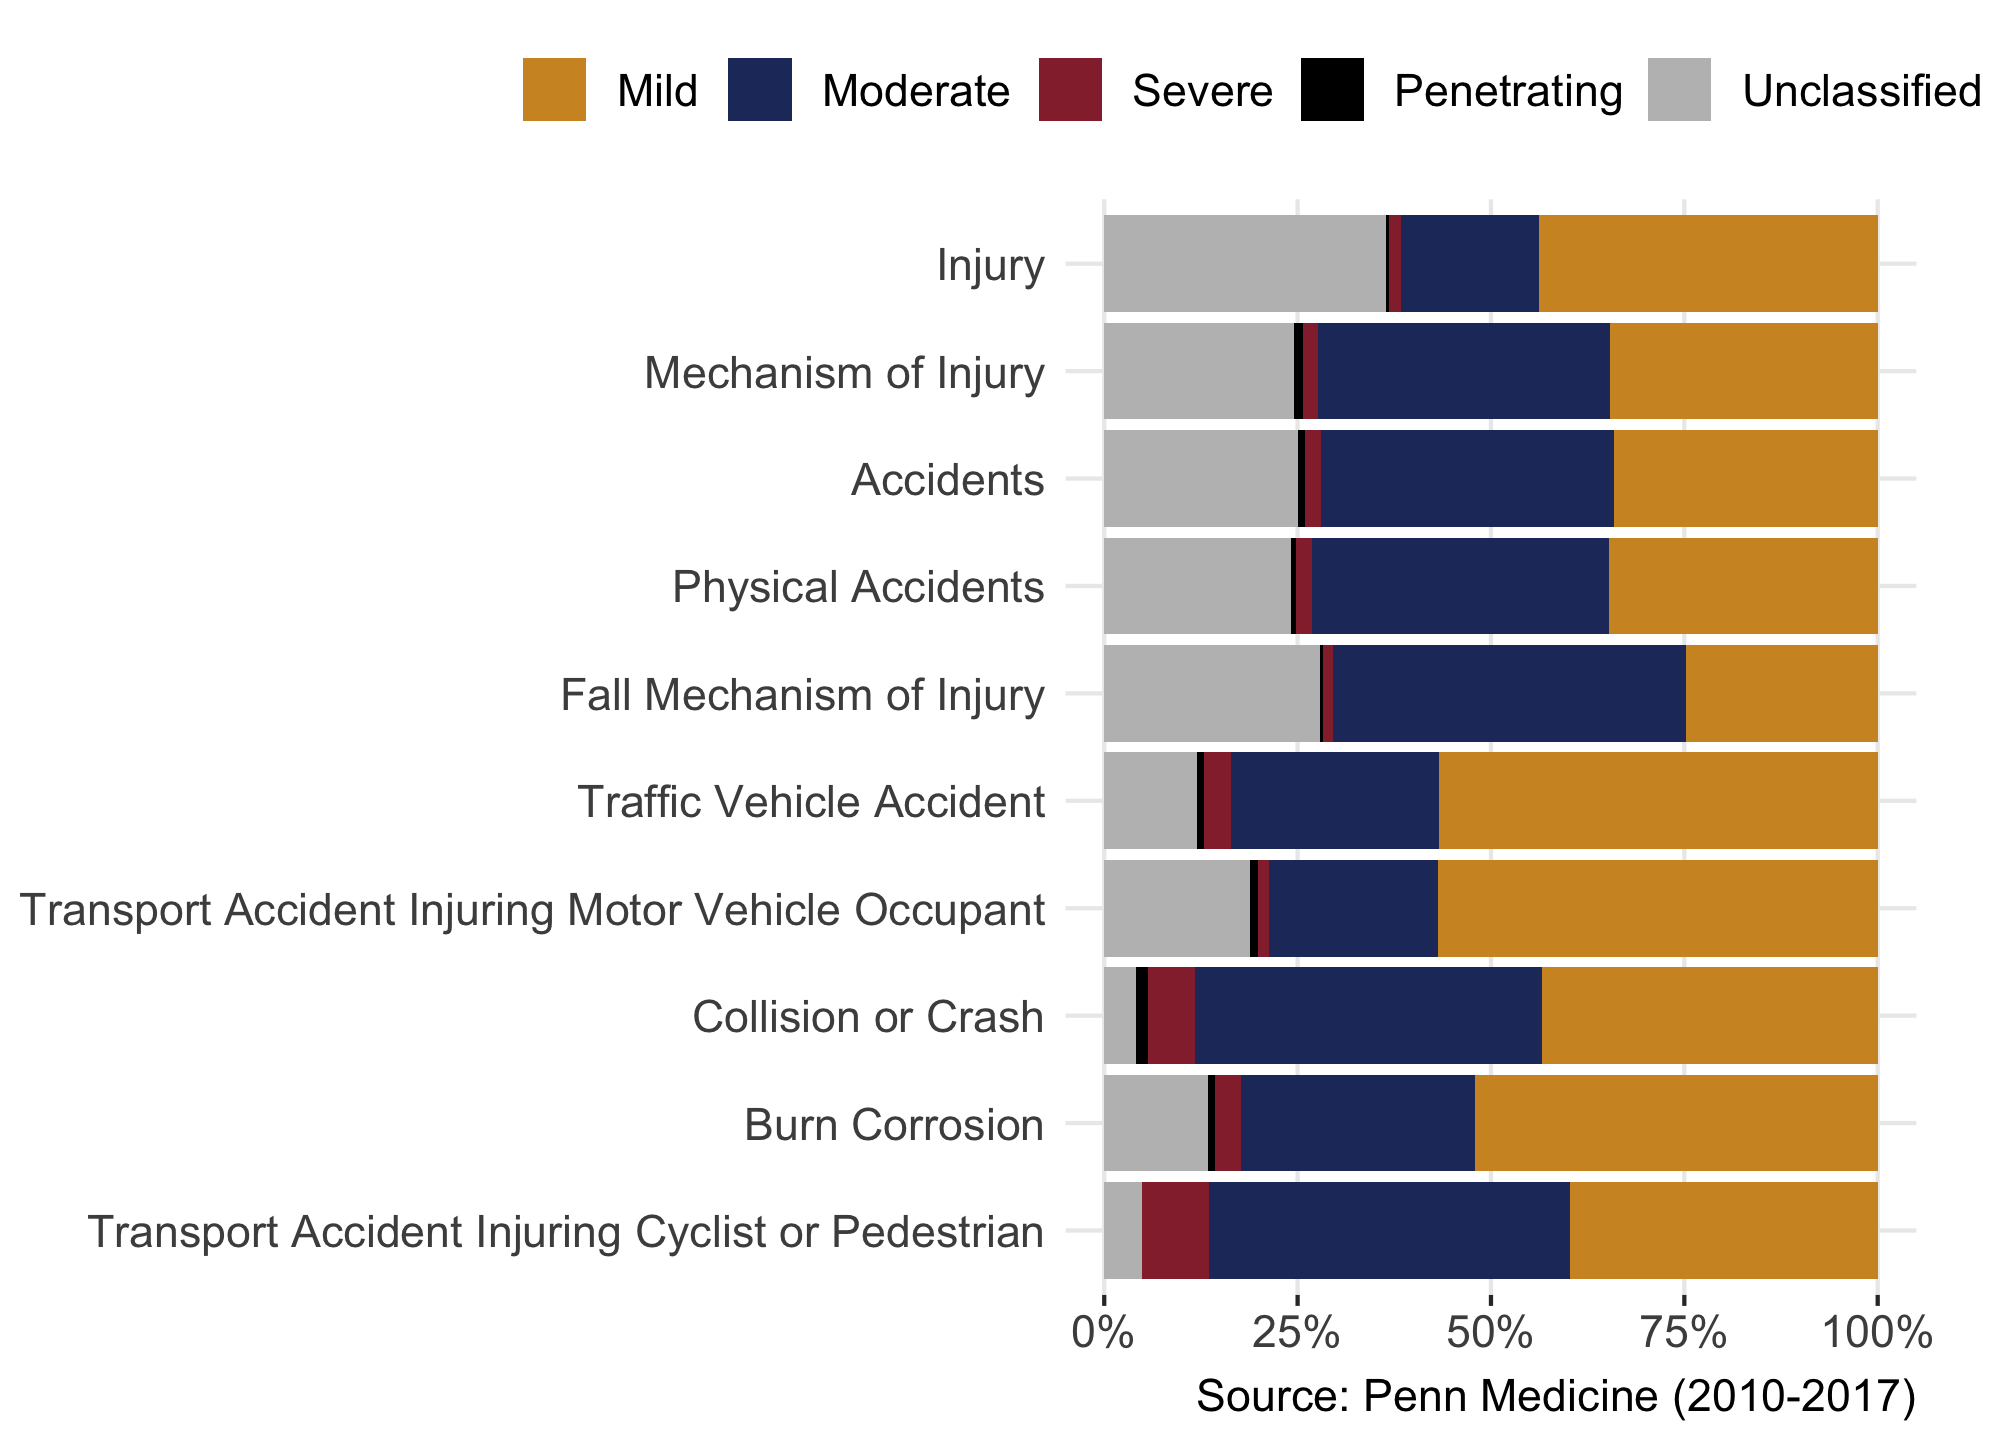 Mild Moderate Severe Penetrating Unclassified
Injury
Mechanism of Injury
Accidents
Physical Accidents
Fall Mechanism of Injury
Traffic Vehicle Accident
Transport Accident Injuring Motor Vehicle Occupant
Collision or Crash
Burn Corrosion
Transport Accident Injuring Cyclist or Pedestrian
0% 25% 50% 75% 100%
Source: Penn Medicine (2010-2017)